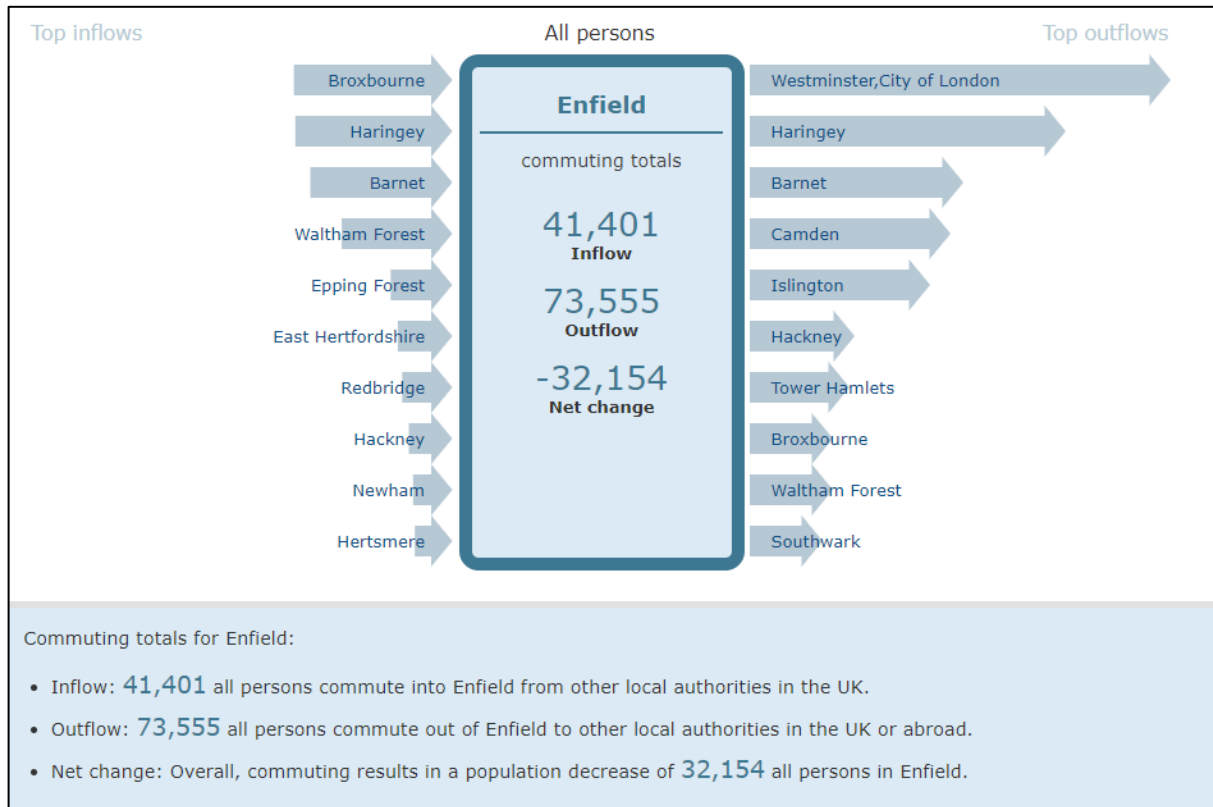 Top inflows
All persons
Top outflows
Broxbourne
Haringey
Barnet
Waltham Forest
Epping Forest
East Hertfordshire
Redbridge
Hackney
Newham
Hertsmere
Enfield
commuting totals
41,401
Inflow
73,555
Outflow
-32,154
Net change
Westminster,City of London
Haringey
Barnet
Camden
Islington
Hackney
Tower Hamlets
Broxbourne
Waltham Forest
Southwark
Commuting totals for Enfield:
• Inflow: 41,401 all persons commute into Enfield from other local authorities in the UK.
• Outflow: 73,555 all persons commute out of Enfield to other local authorities in the UK or abroad.
• Net change: Overall, commuting results in a population decrease of 32,154 all persons in Enfield.